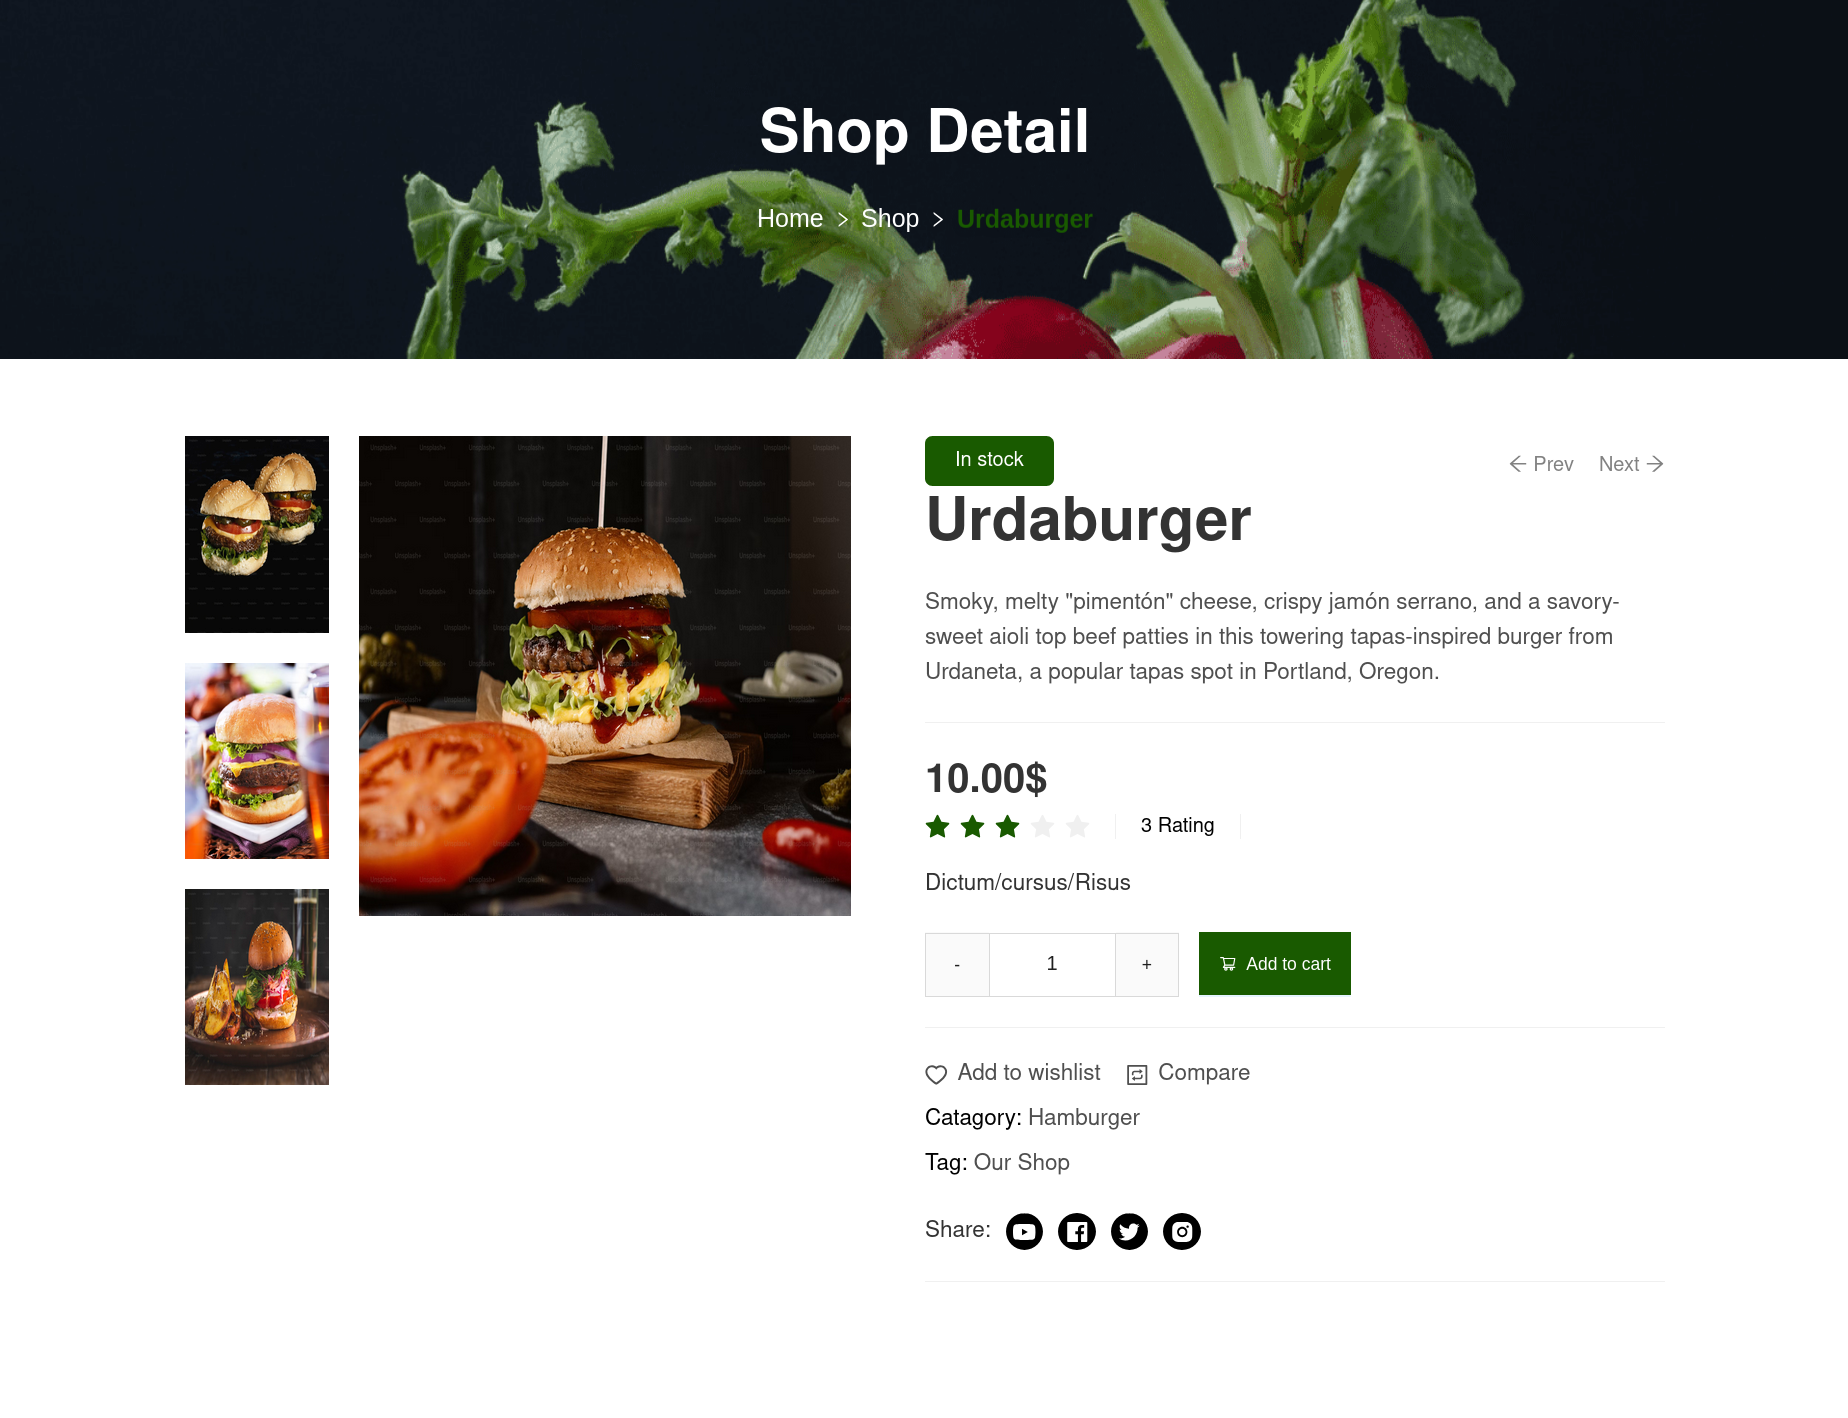 Shop Detail
Home > Shop > Urdaburger
In stock
Prev Next
Urdaburger
Smoky, melty "pimentón" cheese, crispy jamón serrano, and a savory-
sweet aioli top beef patties in this towering tapas-inspired burger from
Urdaneta, a popular tapas spot in Portland, Oregon.
10.00$
3 Rating
Dictum/cursus/Risus
- 1 + Add to cart
Add to wishlist Compare
Catagory: Hamburger
Tag: Our Shop
Share: